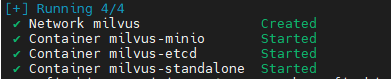 [+] Running 4/4
✔ Network milvus Created
✔ Container milvus-minio Started
✔ Container milvus-etcd Started
✔ Container milvus-standalone Started